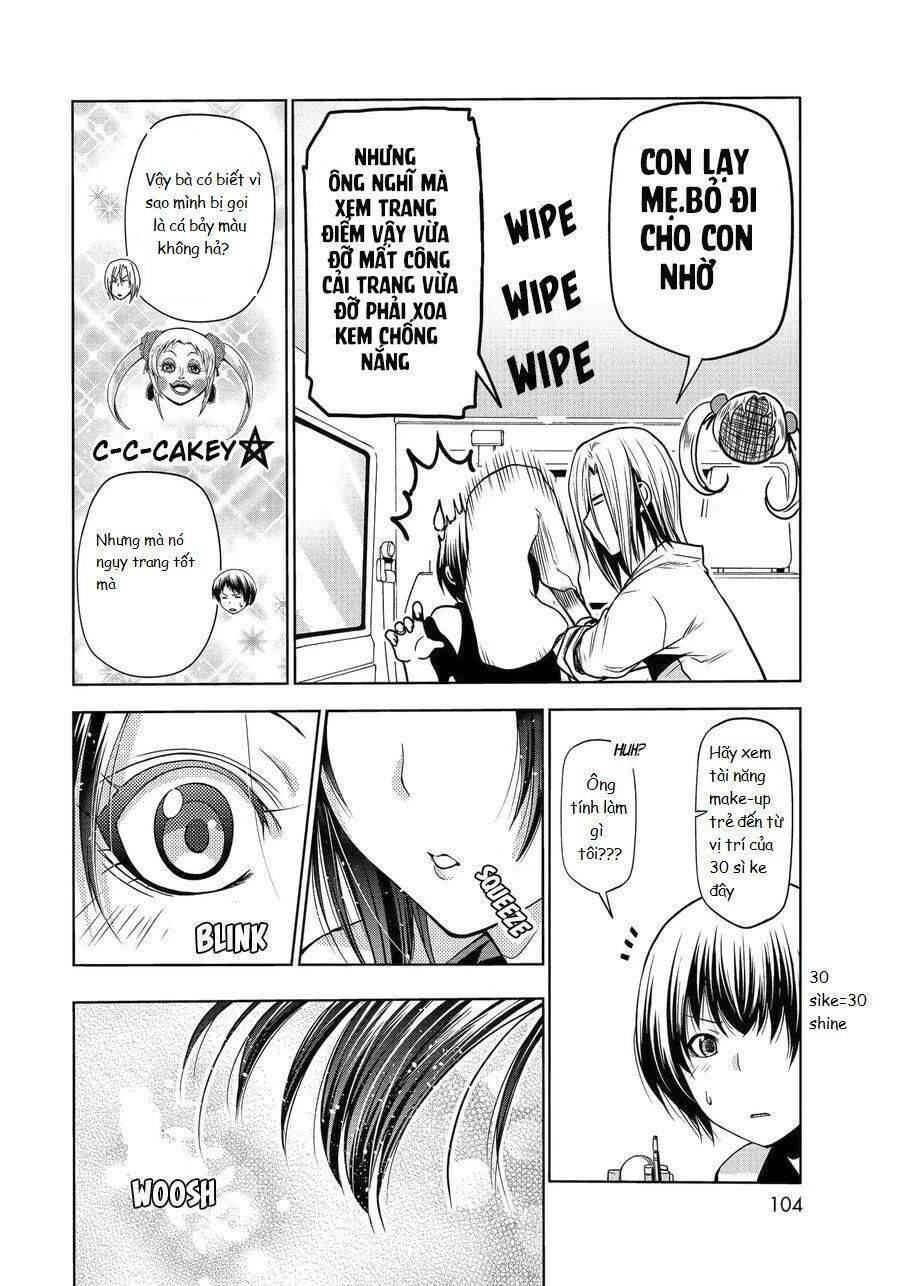 CON LẠY
MẸ.BỎ ĐI
CHO CON
NHỜ
WIPE
WIPE
WIPE
NHƯNG
ÔNG NGHĨ MÀ
XEM TRANG
ĐIỂM VẬY VỪA
ĐỠ MẤT CÔNG
CẢI TRANG VỪA
ĐỠ PHẢI XOA
KEM CHỐNG
NẮNG
Vậy bà có biết vì
sao mình bị gọi
là cá bảy màu
không hả?
C-C-CAKEY☆
Nhưng mà nó
ngụy trang tốt
mà
Hãy xem
tài năng
make-up
trẻ đến từ
vị trí của
30 sì ke
đây
HUH?
Ông
tính làm
gì
tôi???
30
sìke=30
shine
SQUEEZE
BLINK
WOOSH
104